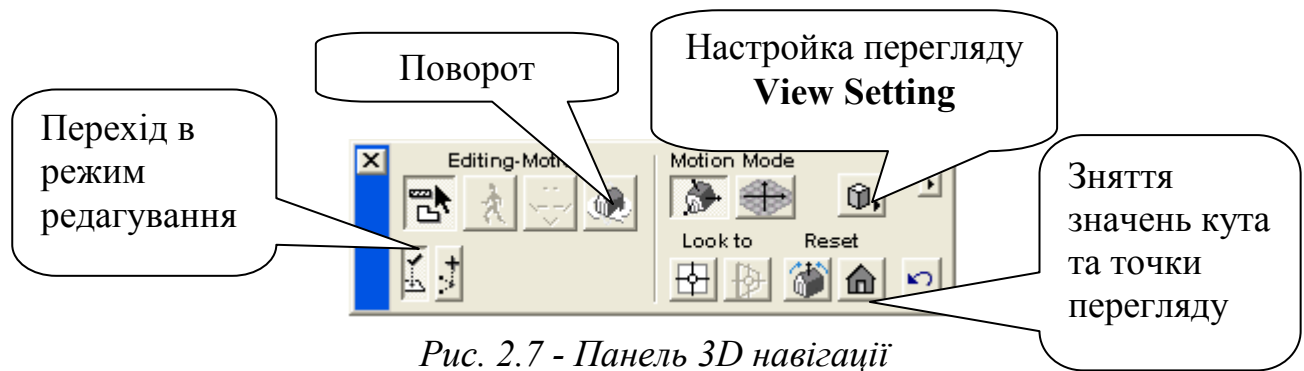 Поворот
Настройка перегляду
View Setting
Перехід в
режим
редагування
Editing-Moti
Motion Mode
Look to
Reset
Зняття
значень кута
та точки
перегляду
Рис. 2.7 - Панель 3D навігації